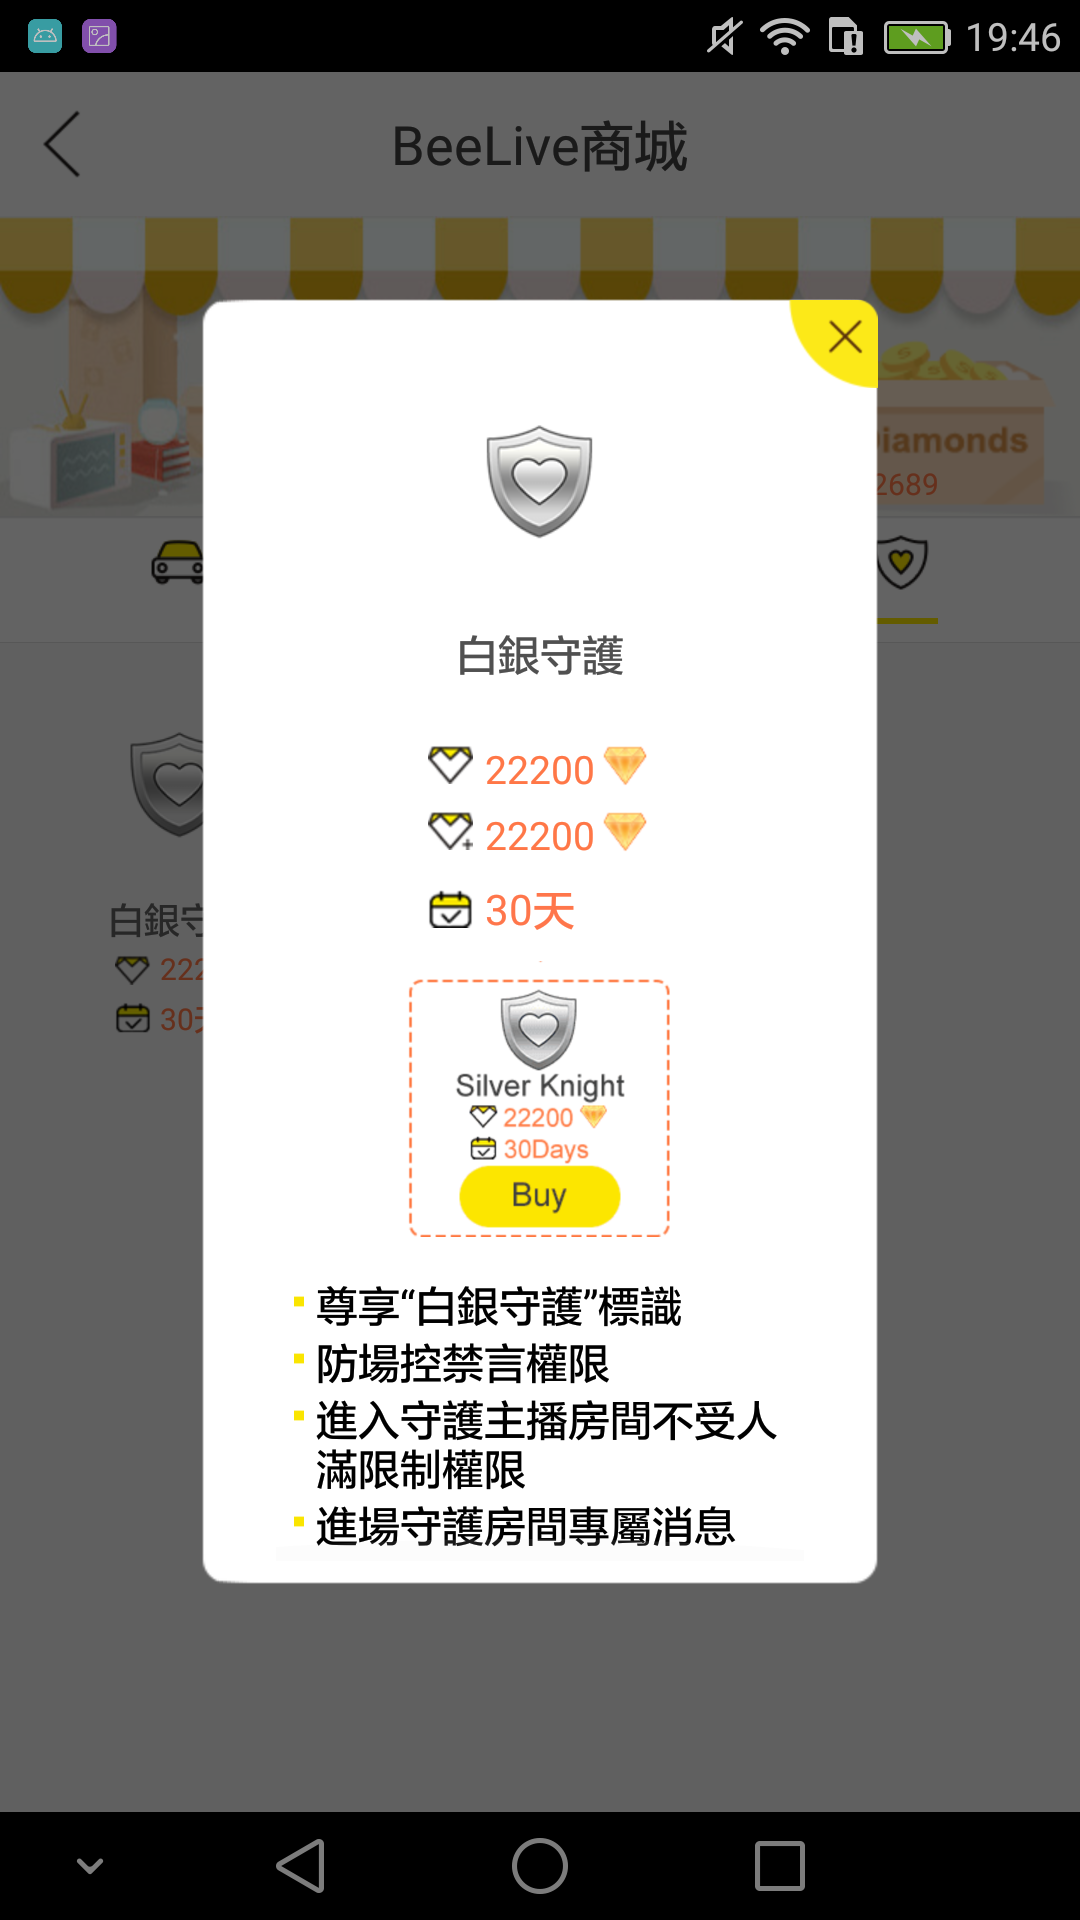 19:46
BeeLive商城
iamonds
2689
白銀守護
22200
22200
30天
白銀守
222
30天
Silver Knight
22200
30Days
Buy
尊享“白銀守護”標識
防場控禁言權限
進入守護主播房間不受人
滿限制權限
進場守護房間專屬消息